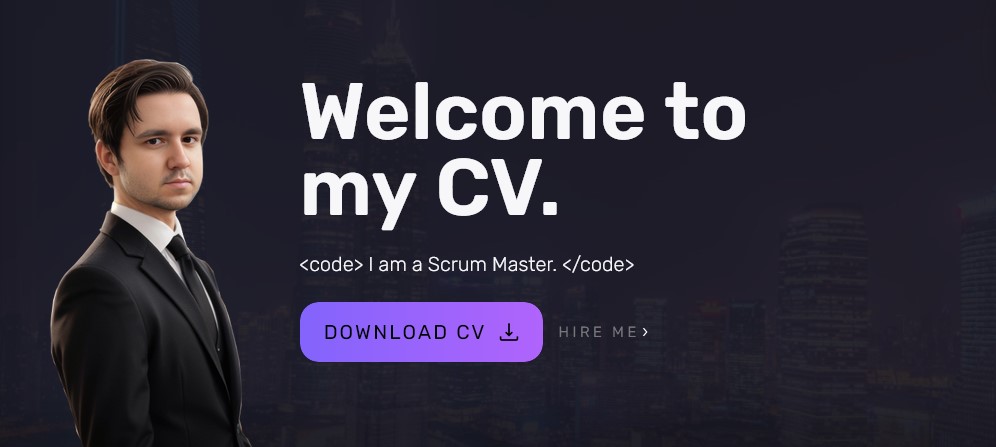 Welcome to
my CV.
<code> I am a Scrum Master. </code>
DOWNLOAD CV
HIRE ME ›